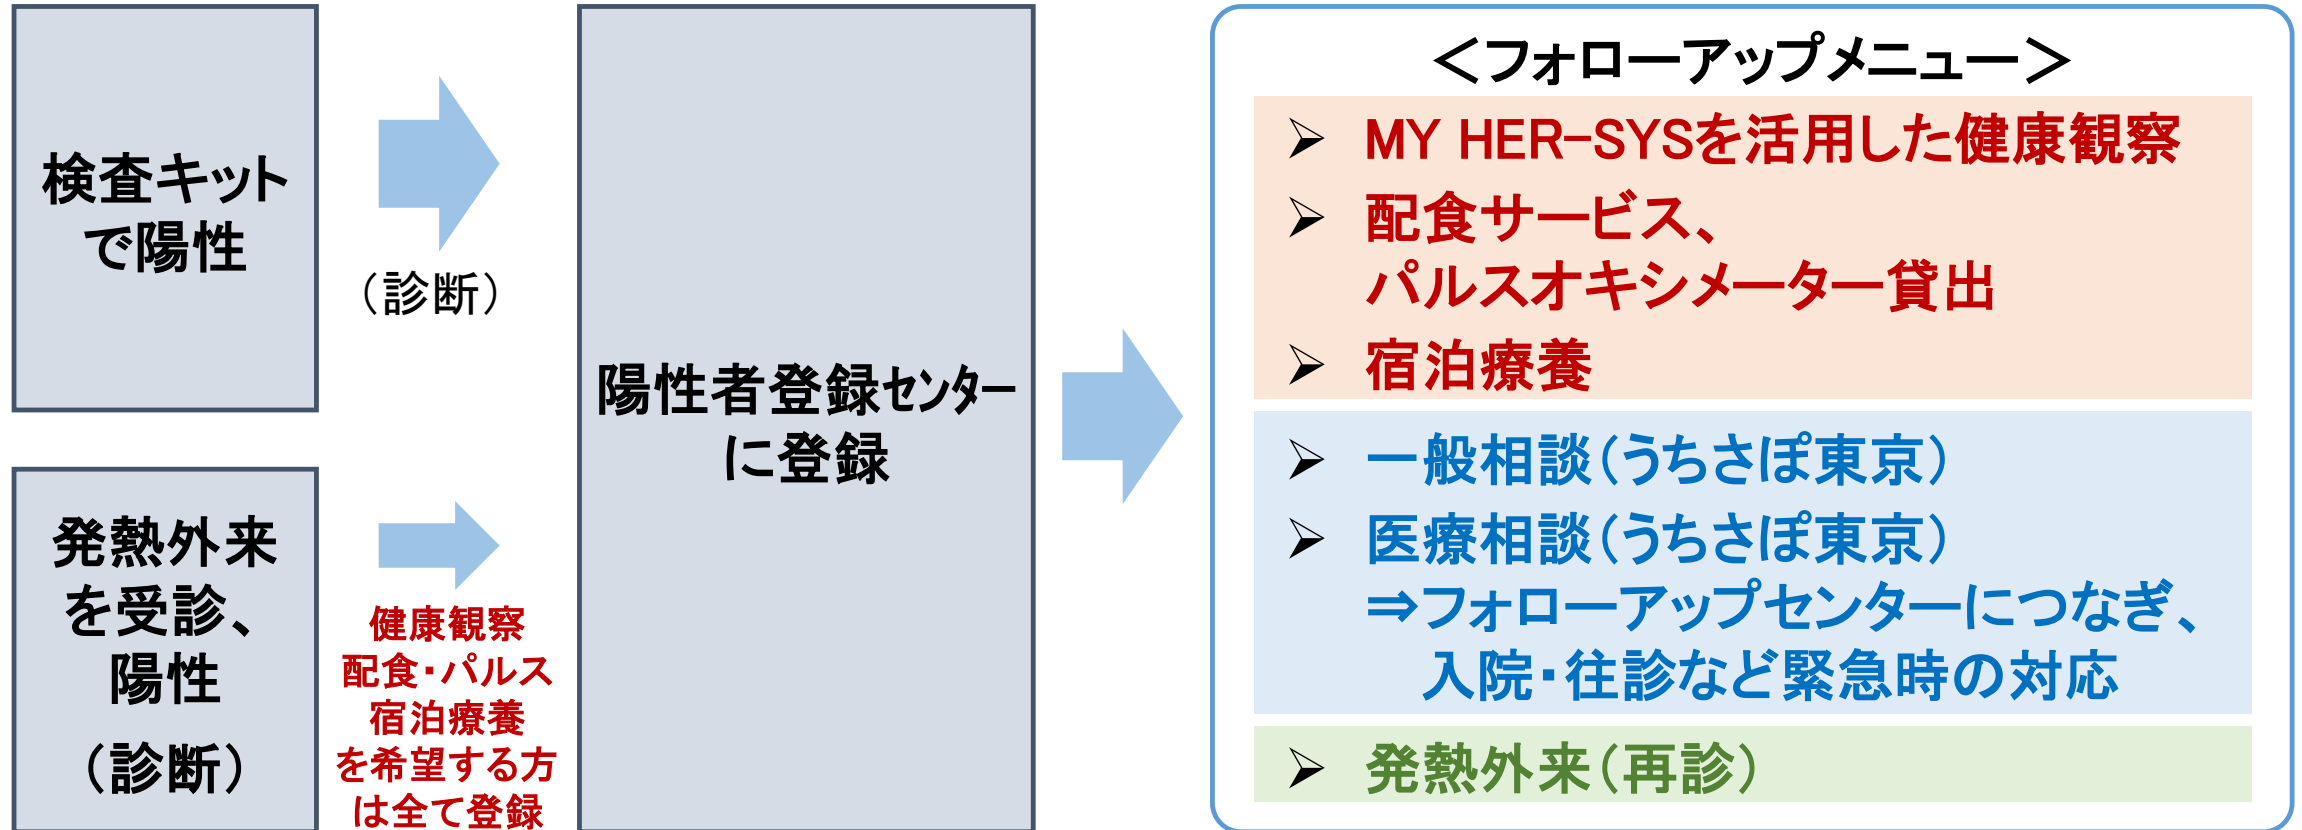 検査キット
で陽性
（診断）
発熱外来
を受診、
陽性
（診断）
健康観察
配食・パルス
宿泊療養
を希望する方
は全て登録
陽性者登録センター
に登録
＜フォローアップメニュー＞
➢ MY HER-SYSを活用した健康観察
➢ 配食サービス、
パルスオキシメーター貸出
➢ 宿泊療養
➢ 一般相談（うちさぽ東京）
➢ 医療相談（うちさぽ東京）
⇒フォローアップセンターにつなぎ、
入院・往診など緊急時の対応
➢ 発熱外来（再診）